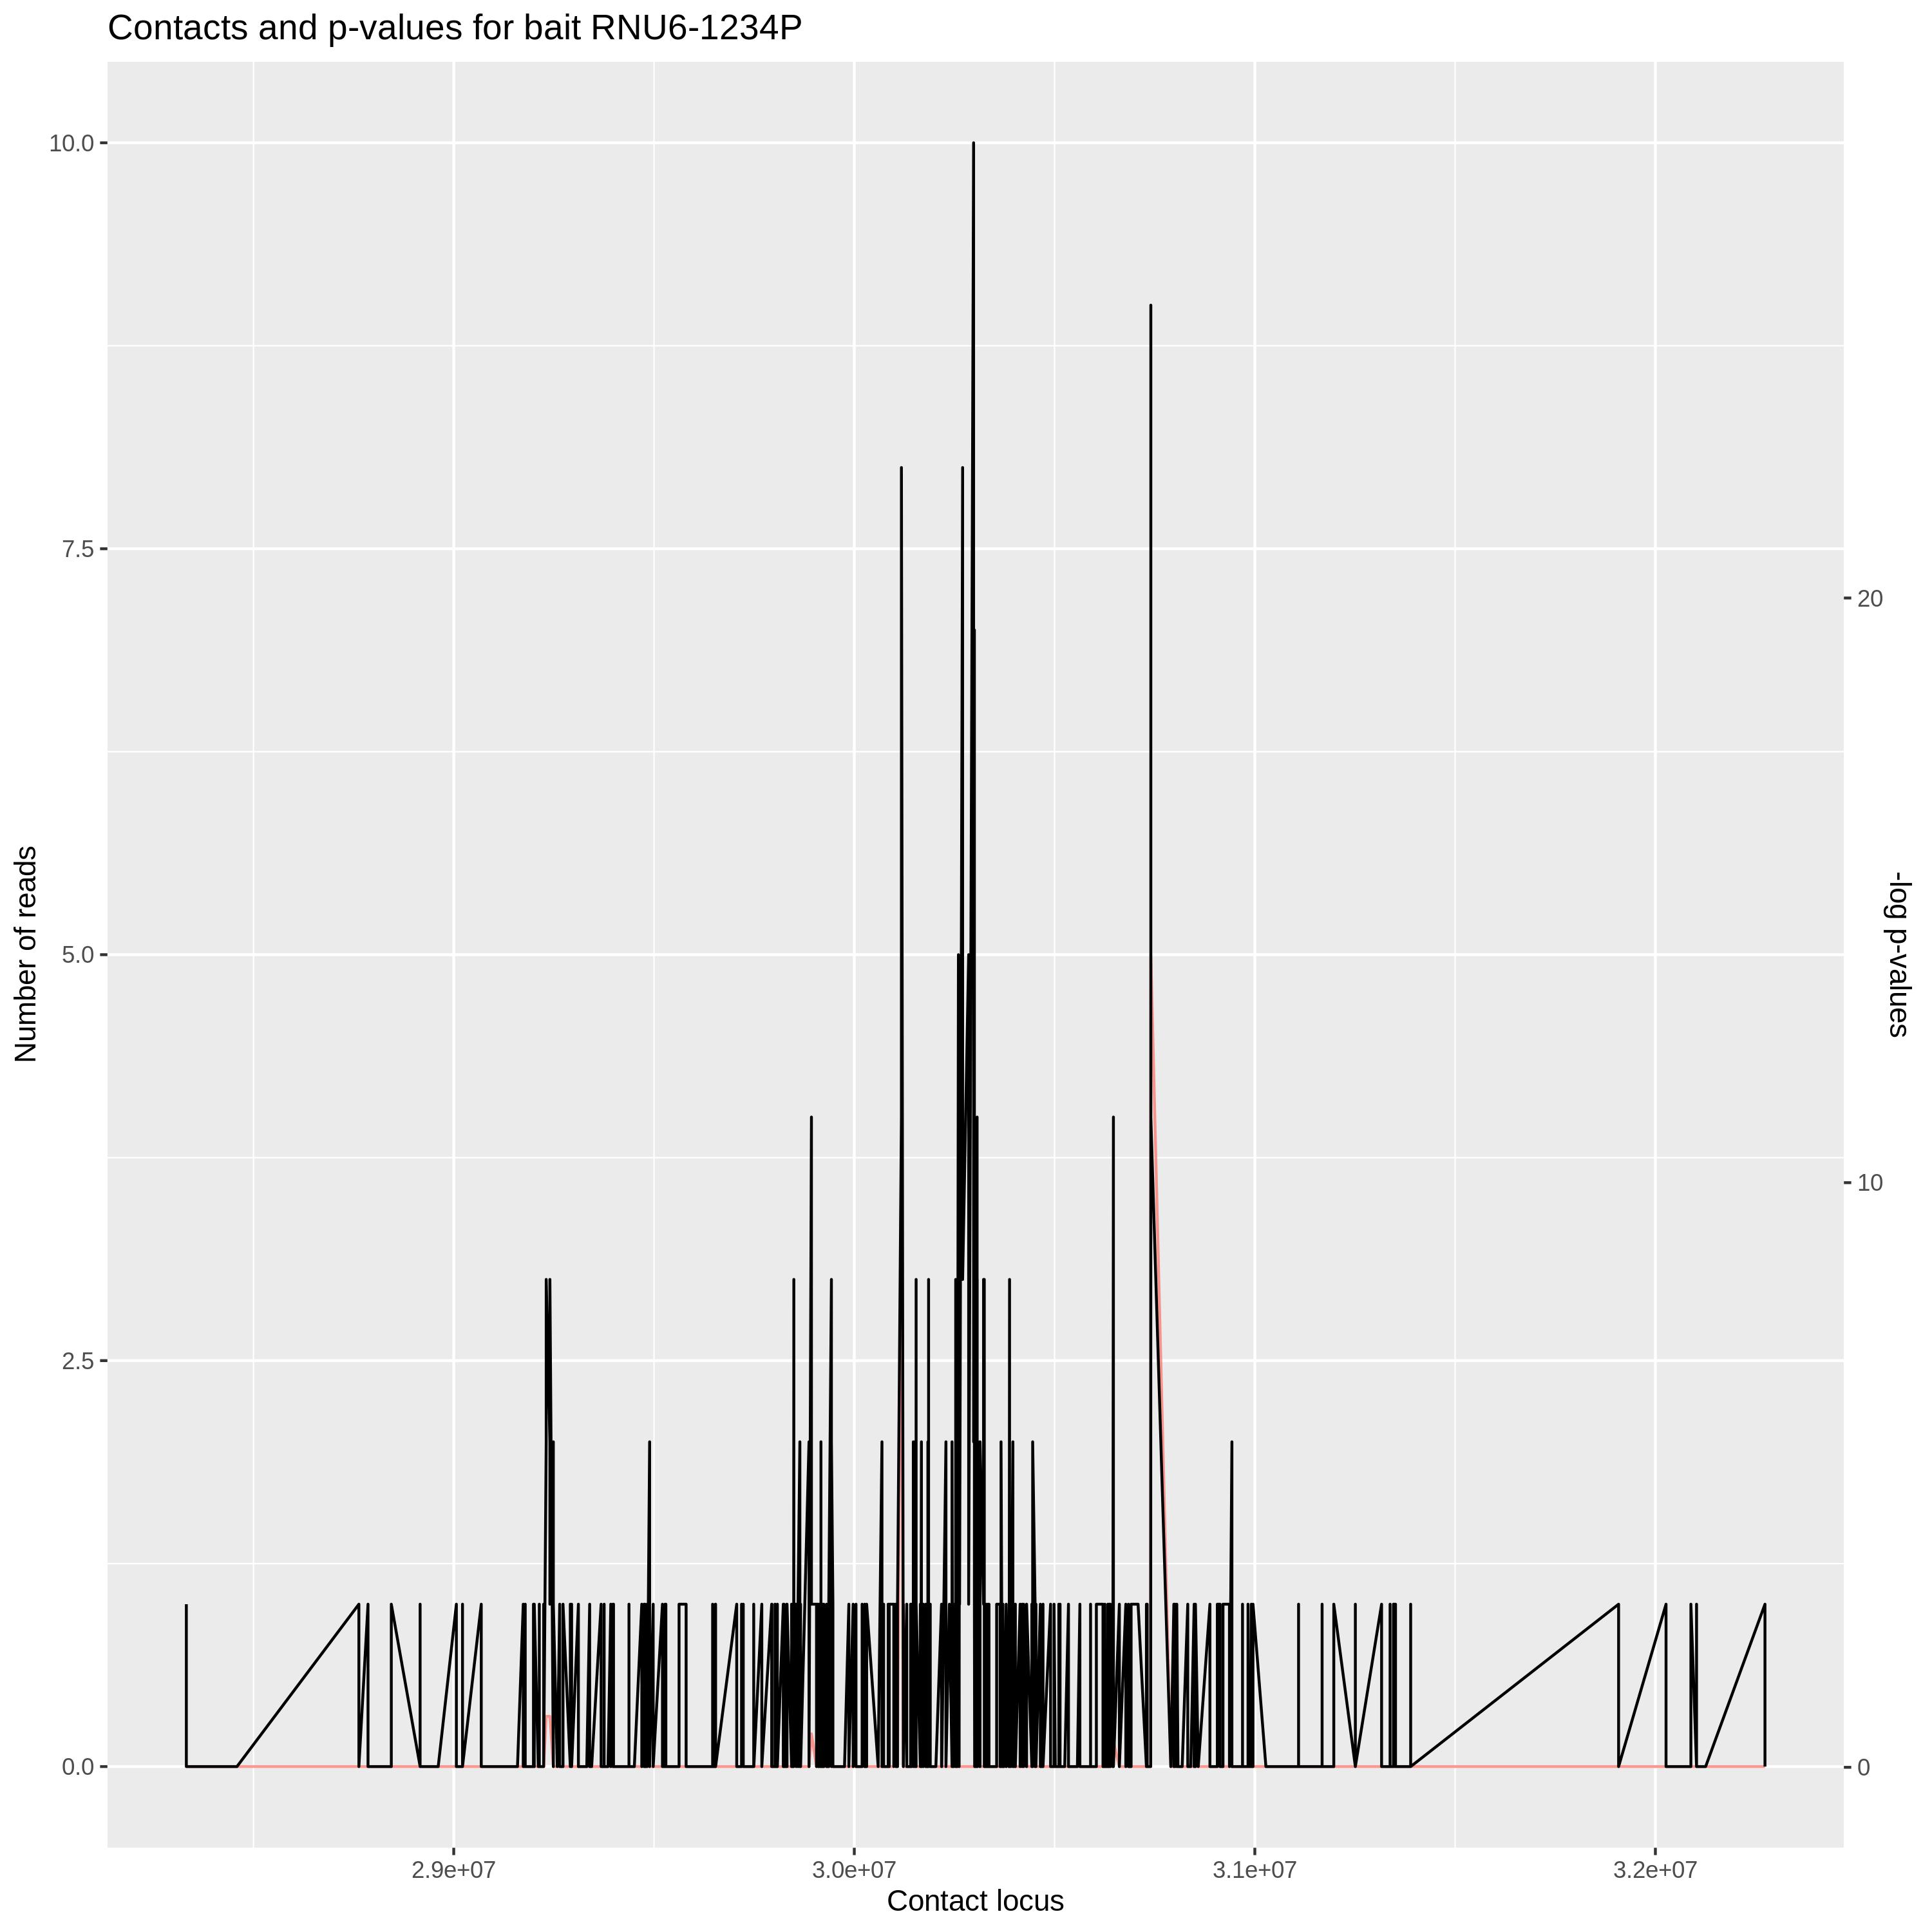 Contacts and p-values for bait RNU6-1234P
10.0
7.5
5.0
2.5
0.0
Number of reads
20
10
0
-log p-values
2.9e+07
3.0e+07
3.1e+07
3.2e+07
Contact locus